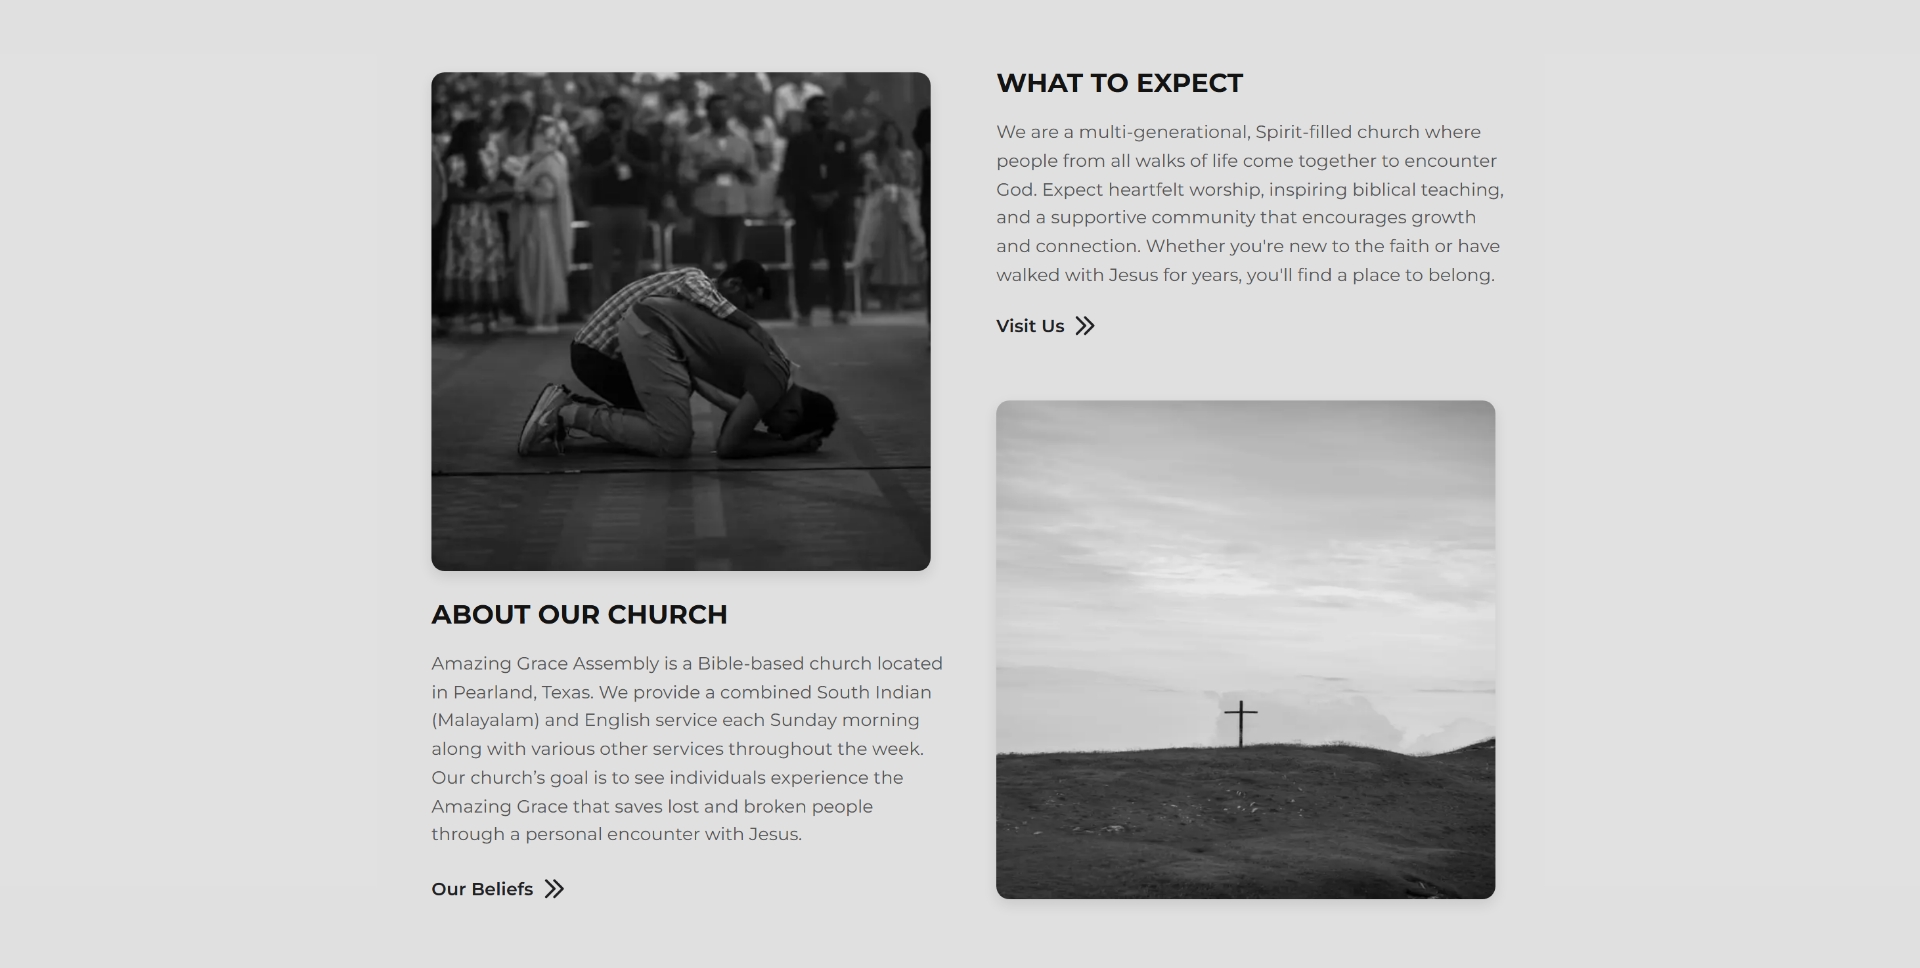 WHAT TO EXPECT
We are a multi-generational, Spirit-filled church where
people from all walks of life come together to encounter
God. Expect heartfelt worship, inspiring biblical teaching,
and a supportive community that encourages growth
and connection. Whether you're new to the faith or have
walked with Jesus for years, you'll find a place to belong.
Visit Us
ABOUT OUR CHURCH
Amazing Grace Assembly is a Bible-based church located
in Pearland, Texas. We provide a combined South Indian
(Malayalam) and English service each Sunday morning
along with various other services throughout the week.
Our church’s goal is to see individuals experience the
Amazing Grace that saves lost and broken people
through a personal encounter with Jesus.
Our Beliefs